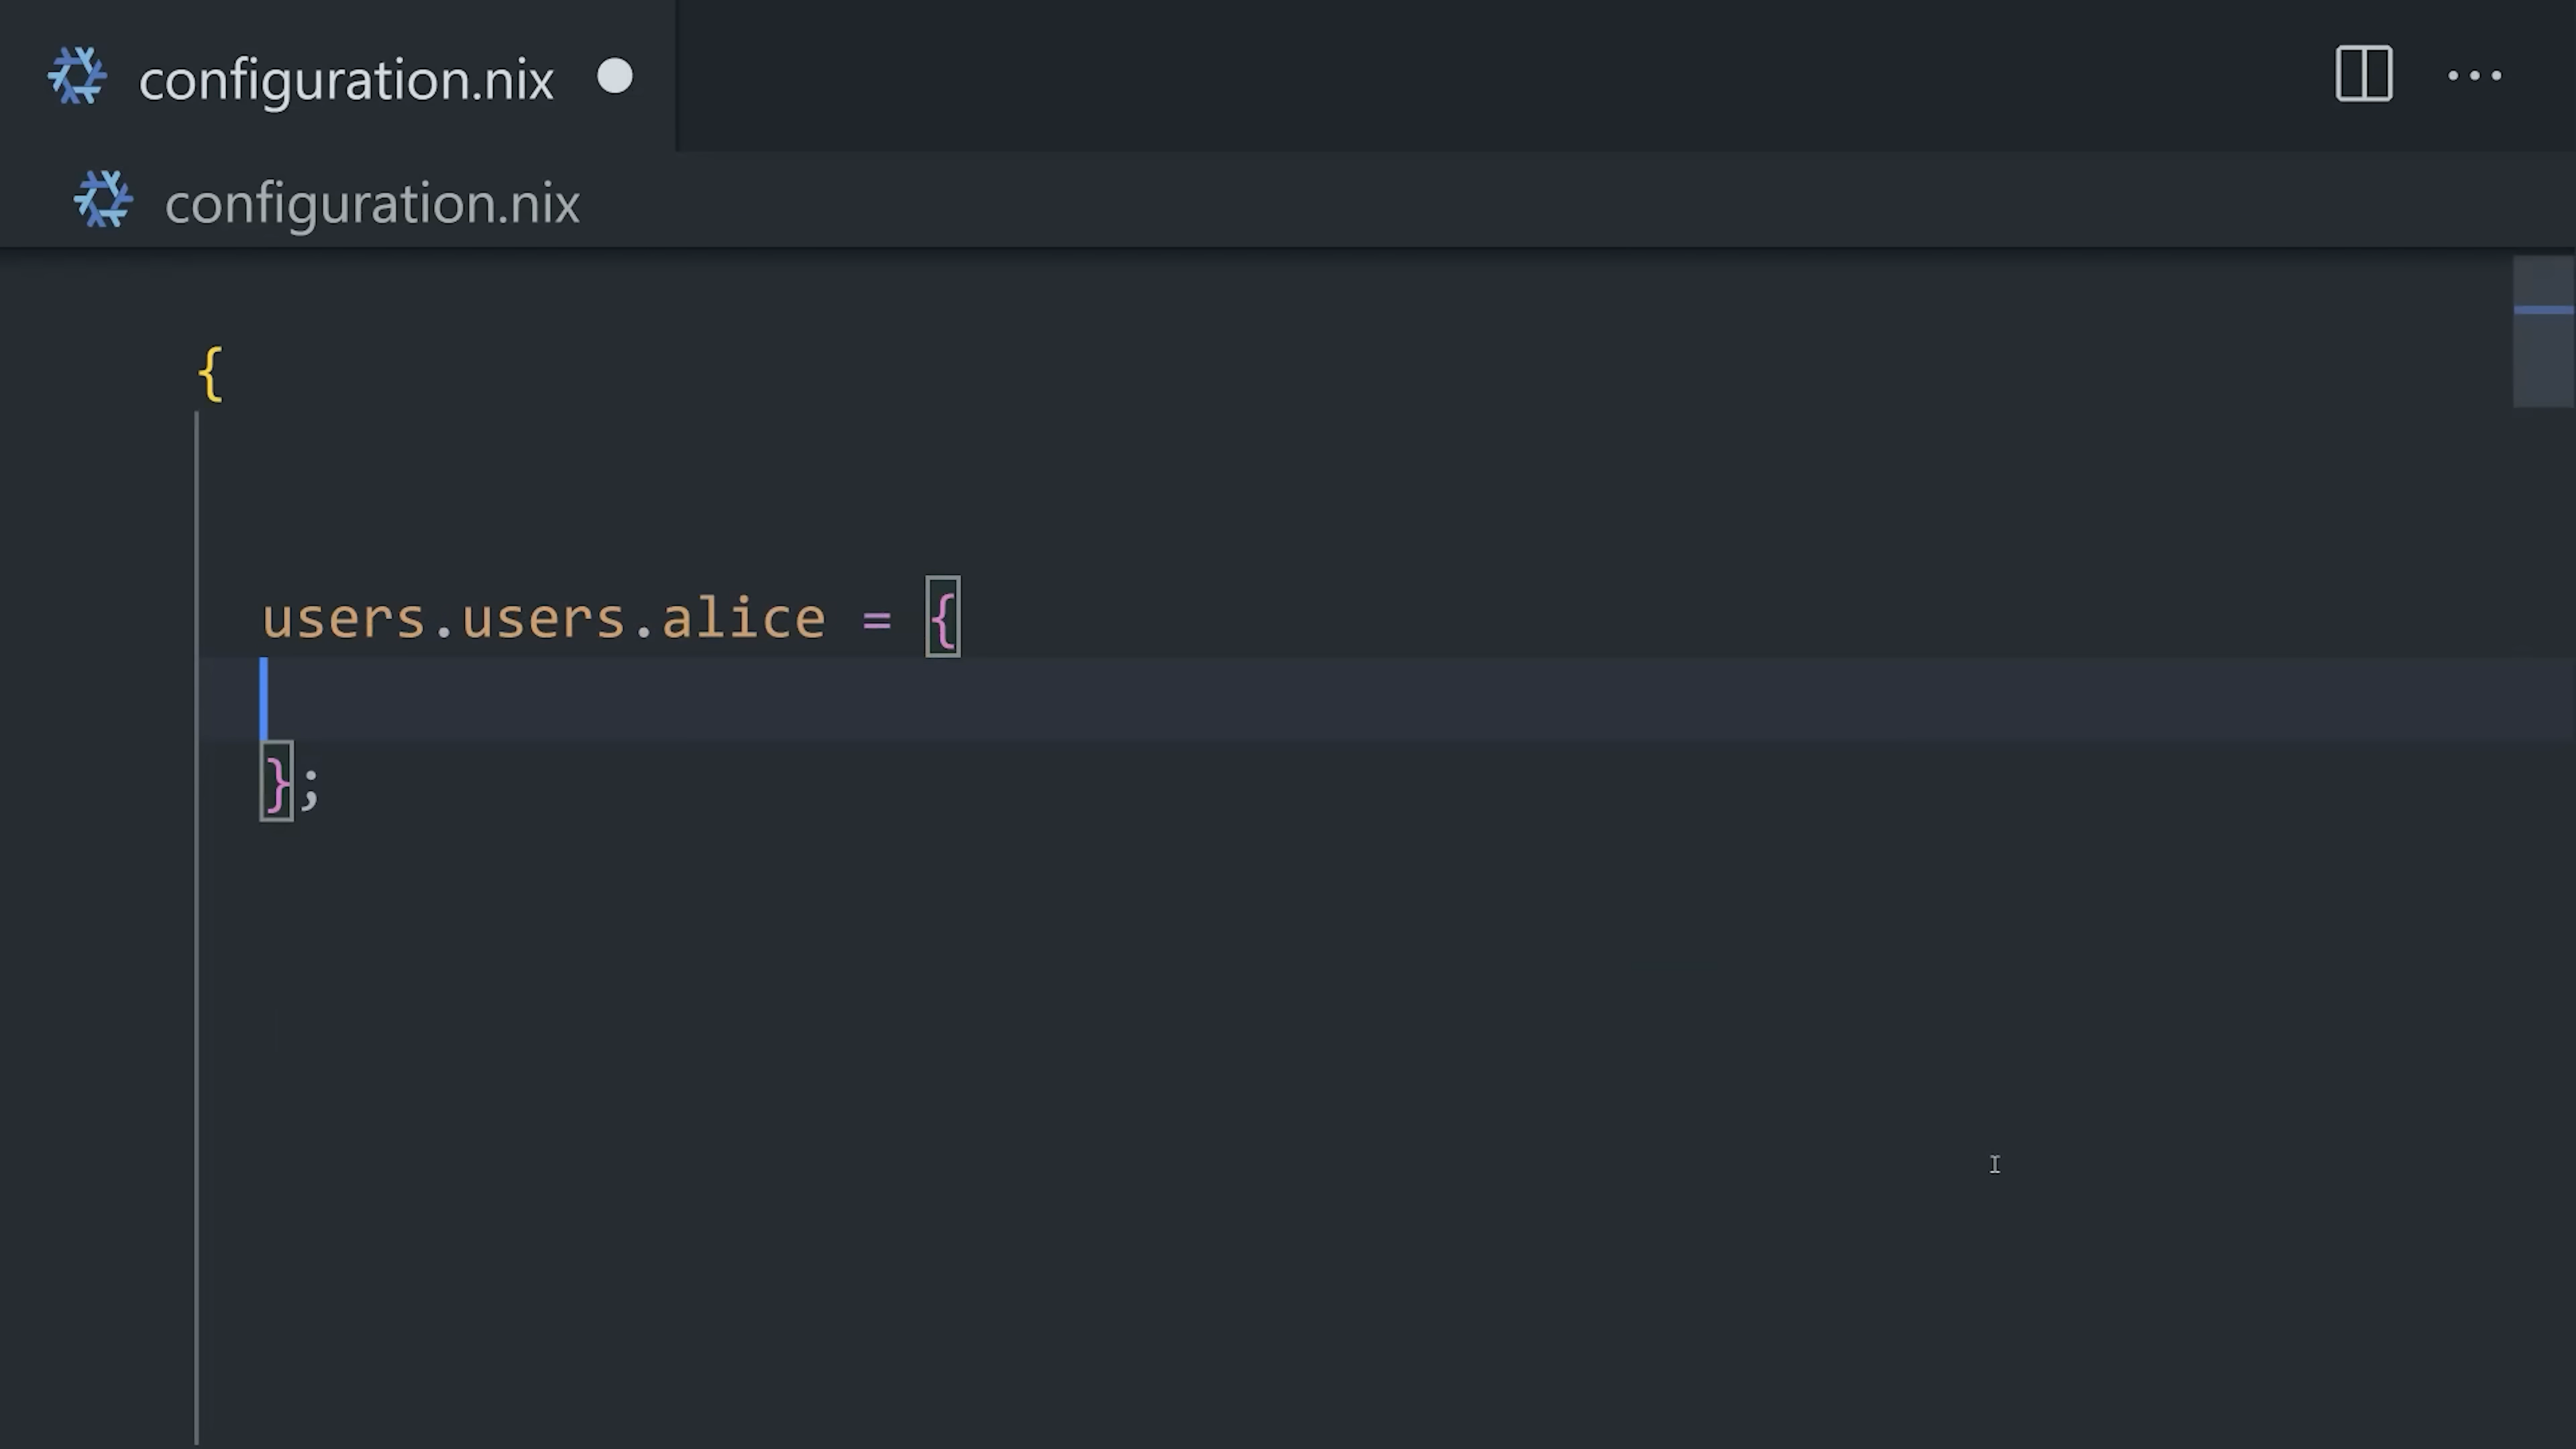 configuration.nix
configuration.nix
{
users.users.alice = {
};